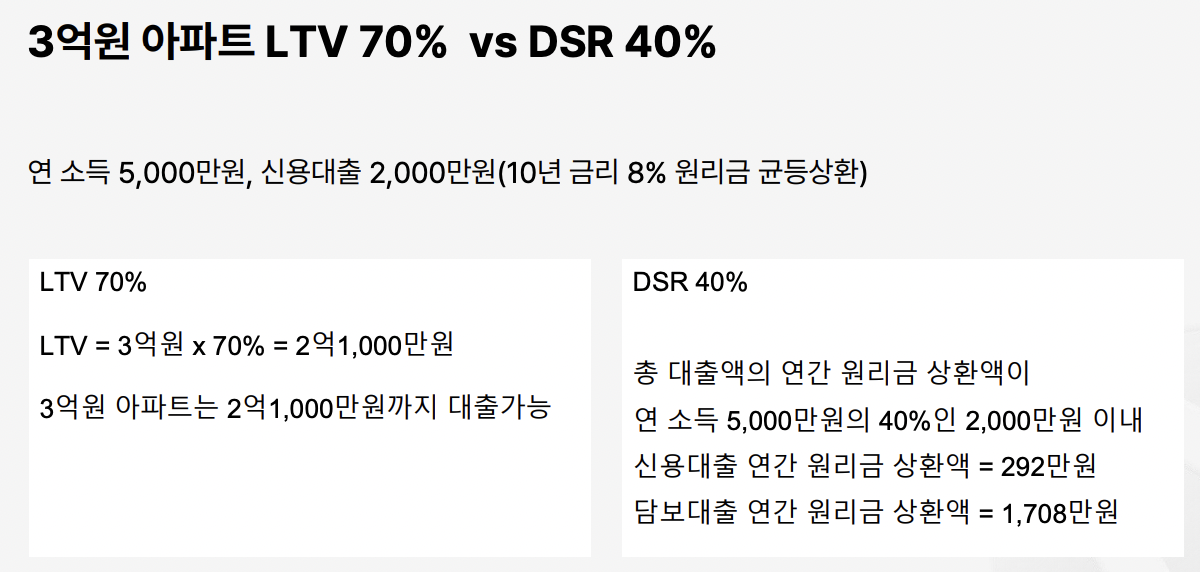 3억원 아파트 LTV 70% vs DSR 40%
연 소득 5,000만원, 신용대출 2,000만원(10년 금리 8% 원리금 균등상환)
LTV 70%
LTV = 3억원 x 70% = 2억1,000만원
3억원 아파트는 2억1,000만원까지 대출가능
DSR 40%
총 대출액의 연간 원리금 상환액이
연 소득 5,000만원의 40%인 2,000만원 이내
신용대출 연간 원리금 상환액 = 292만원
담보대출 연간 원리금 상환액 = 1,708만원